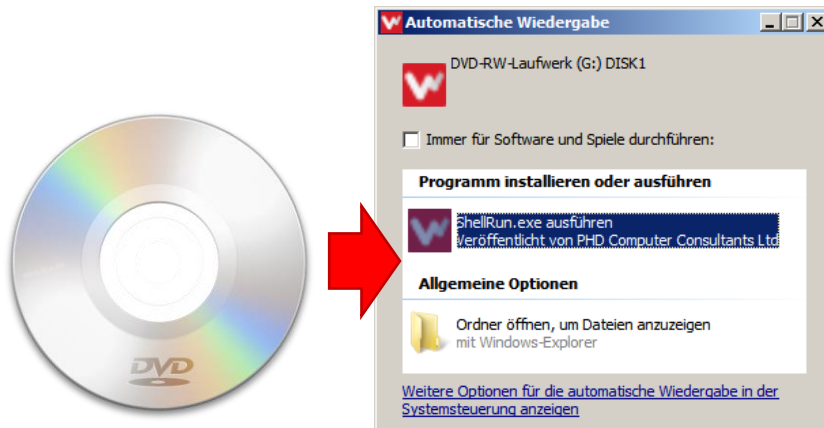 Automatische Wiedergabe
DVD-RW-Laufwerk (G:) DISK1
Immer für Software und Spiele durchführen:
Programm installieren oder ausführen
ShellRun.exe ausführen
Veröffentlicht von PHD Computer Consultants Ltd
Allgemeine Optionen
Ordner öffnen, um Dateien anzuzeigen
mit Windows-Explorer
Weitere Optionen für die automatische Wiedergabe in der
Systemsteuerung anzeigen
DVD